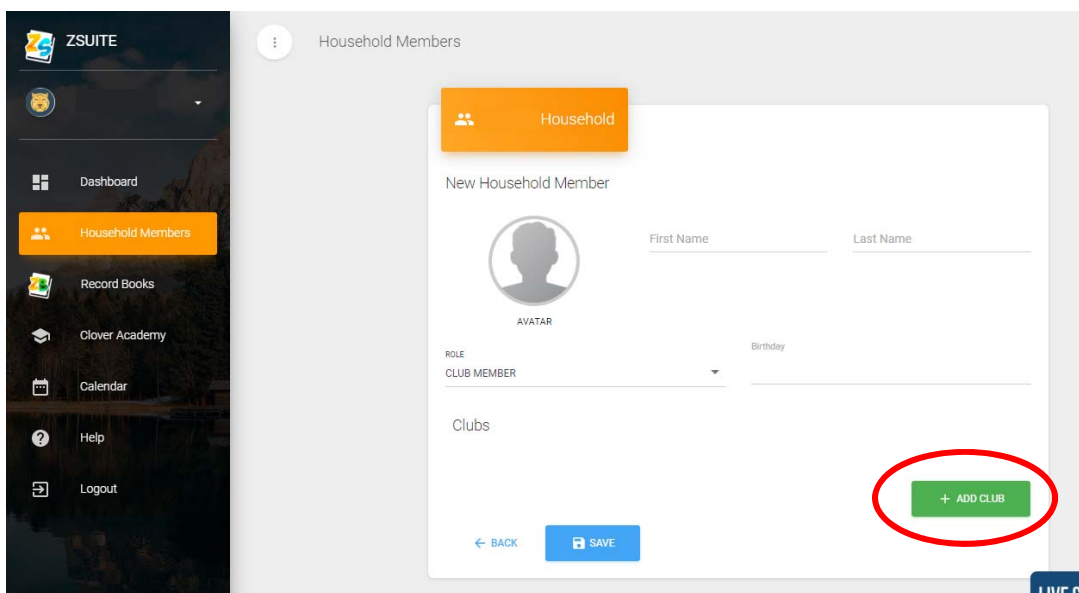 ZSUITE
Household Members
Household
Dashboard
New Household Member
Household Members
First Name
Last Name
Record Books
AVATAR
Clover Academy
Birthday
ROLE
CLUB MEMBER
Calendar
Clubs
Help
Logout
+ ADD CLUB
← BACK
SAVE
LIVE